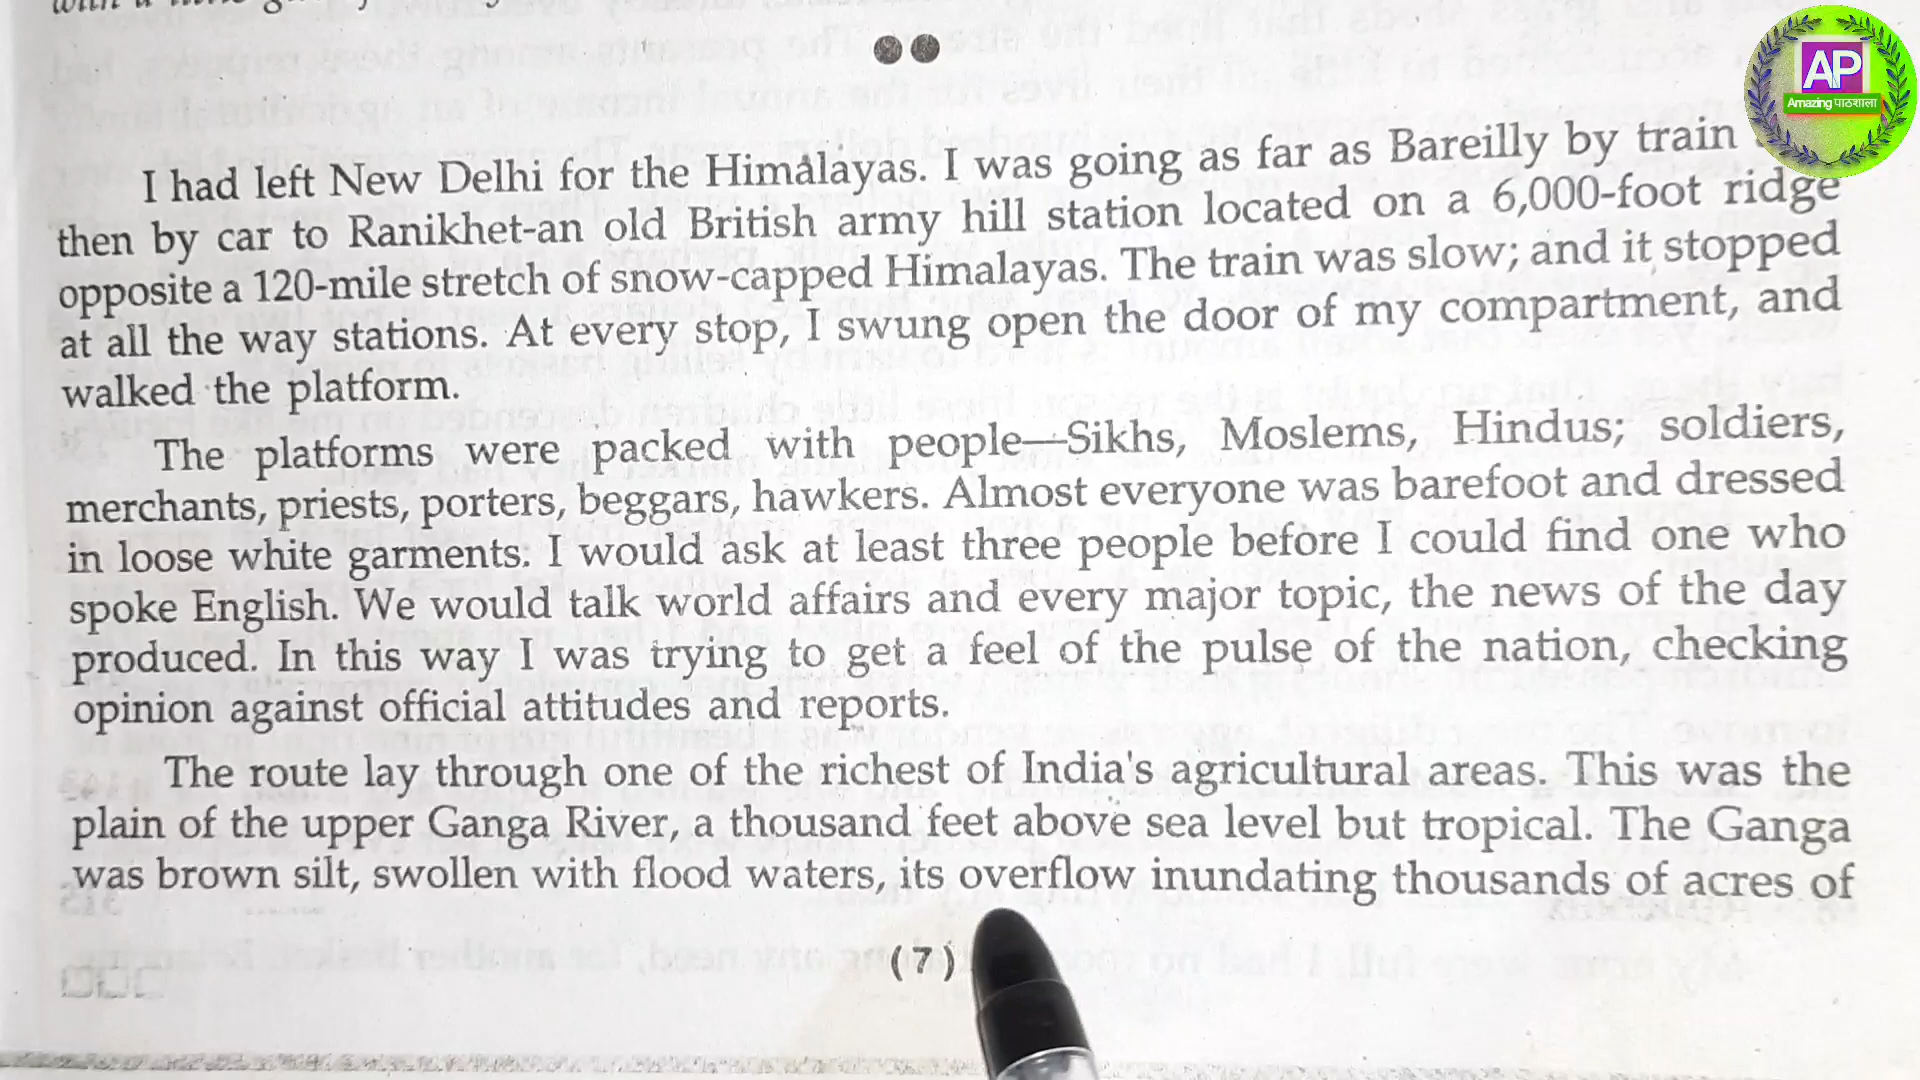 AP
Amazing पाठशाला
I had left New Delhi for the Himalayas. I was going as far as Bareilly by train
then by car to Ranikhet-an old British army hill station located on a 6,000-foot ridge
opposite a 120-mile stretch of snow-capped Himalayas. The train was slow; and it stopped
at all the way stations. At every stop, I swung open the door of my compartment, and
walked the platform.
The platforms were packed with people—Sikhs, Moslems, Hindus; soldiers,
merchants, priests, porters, beggars, hawkers. Almost everyone was barefoot and dressed
in loose white garments. I would ask at least three people before I could find one who
spoke English. We would talk world affairs and every major topic, the news of the day
produced. In this way I was trying to get a feel of the pulse of the nation, checking
opinion against official attitudes and reports.
The route lay through one of the richest of India's agricultural areas. This was the
plain of the upper Ganga River, a thousand feet above sea level but tropical. The Ganga
was brown silt, swollen with flood waters, its overflow inundating thousands of acres of
(7)